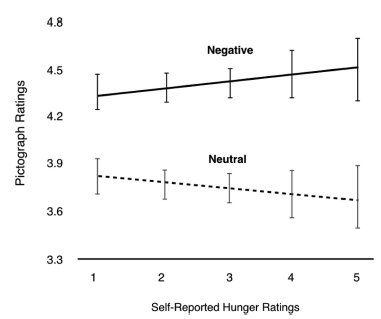 4.8
Negative
4.5
Pictograph Ratings
4.2
3.9
Neutral
3.6
3.3
1 2 3 4 5
Self-Reported Hunger Ratings